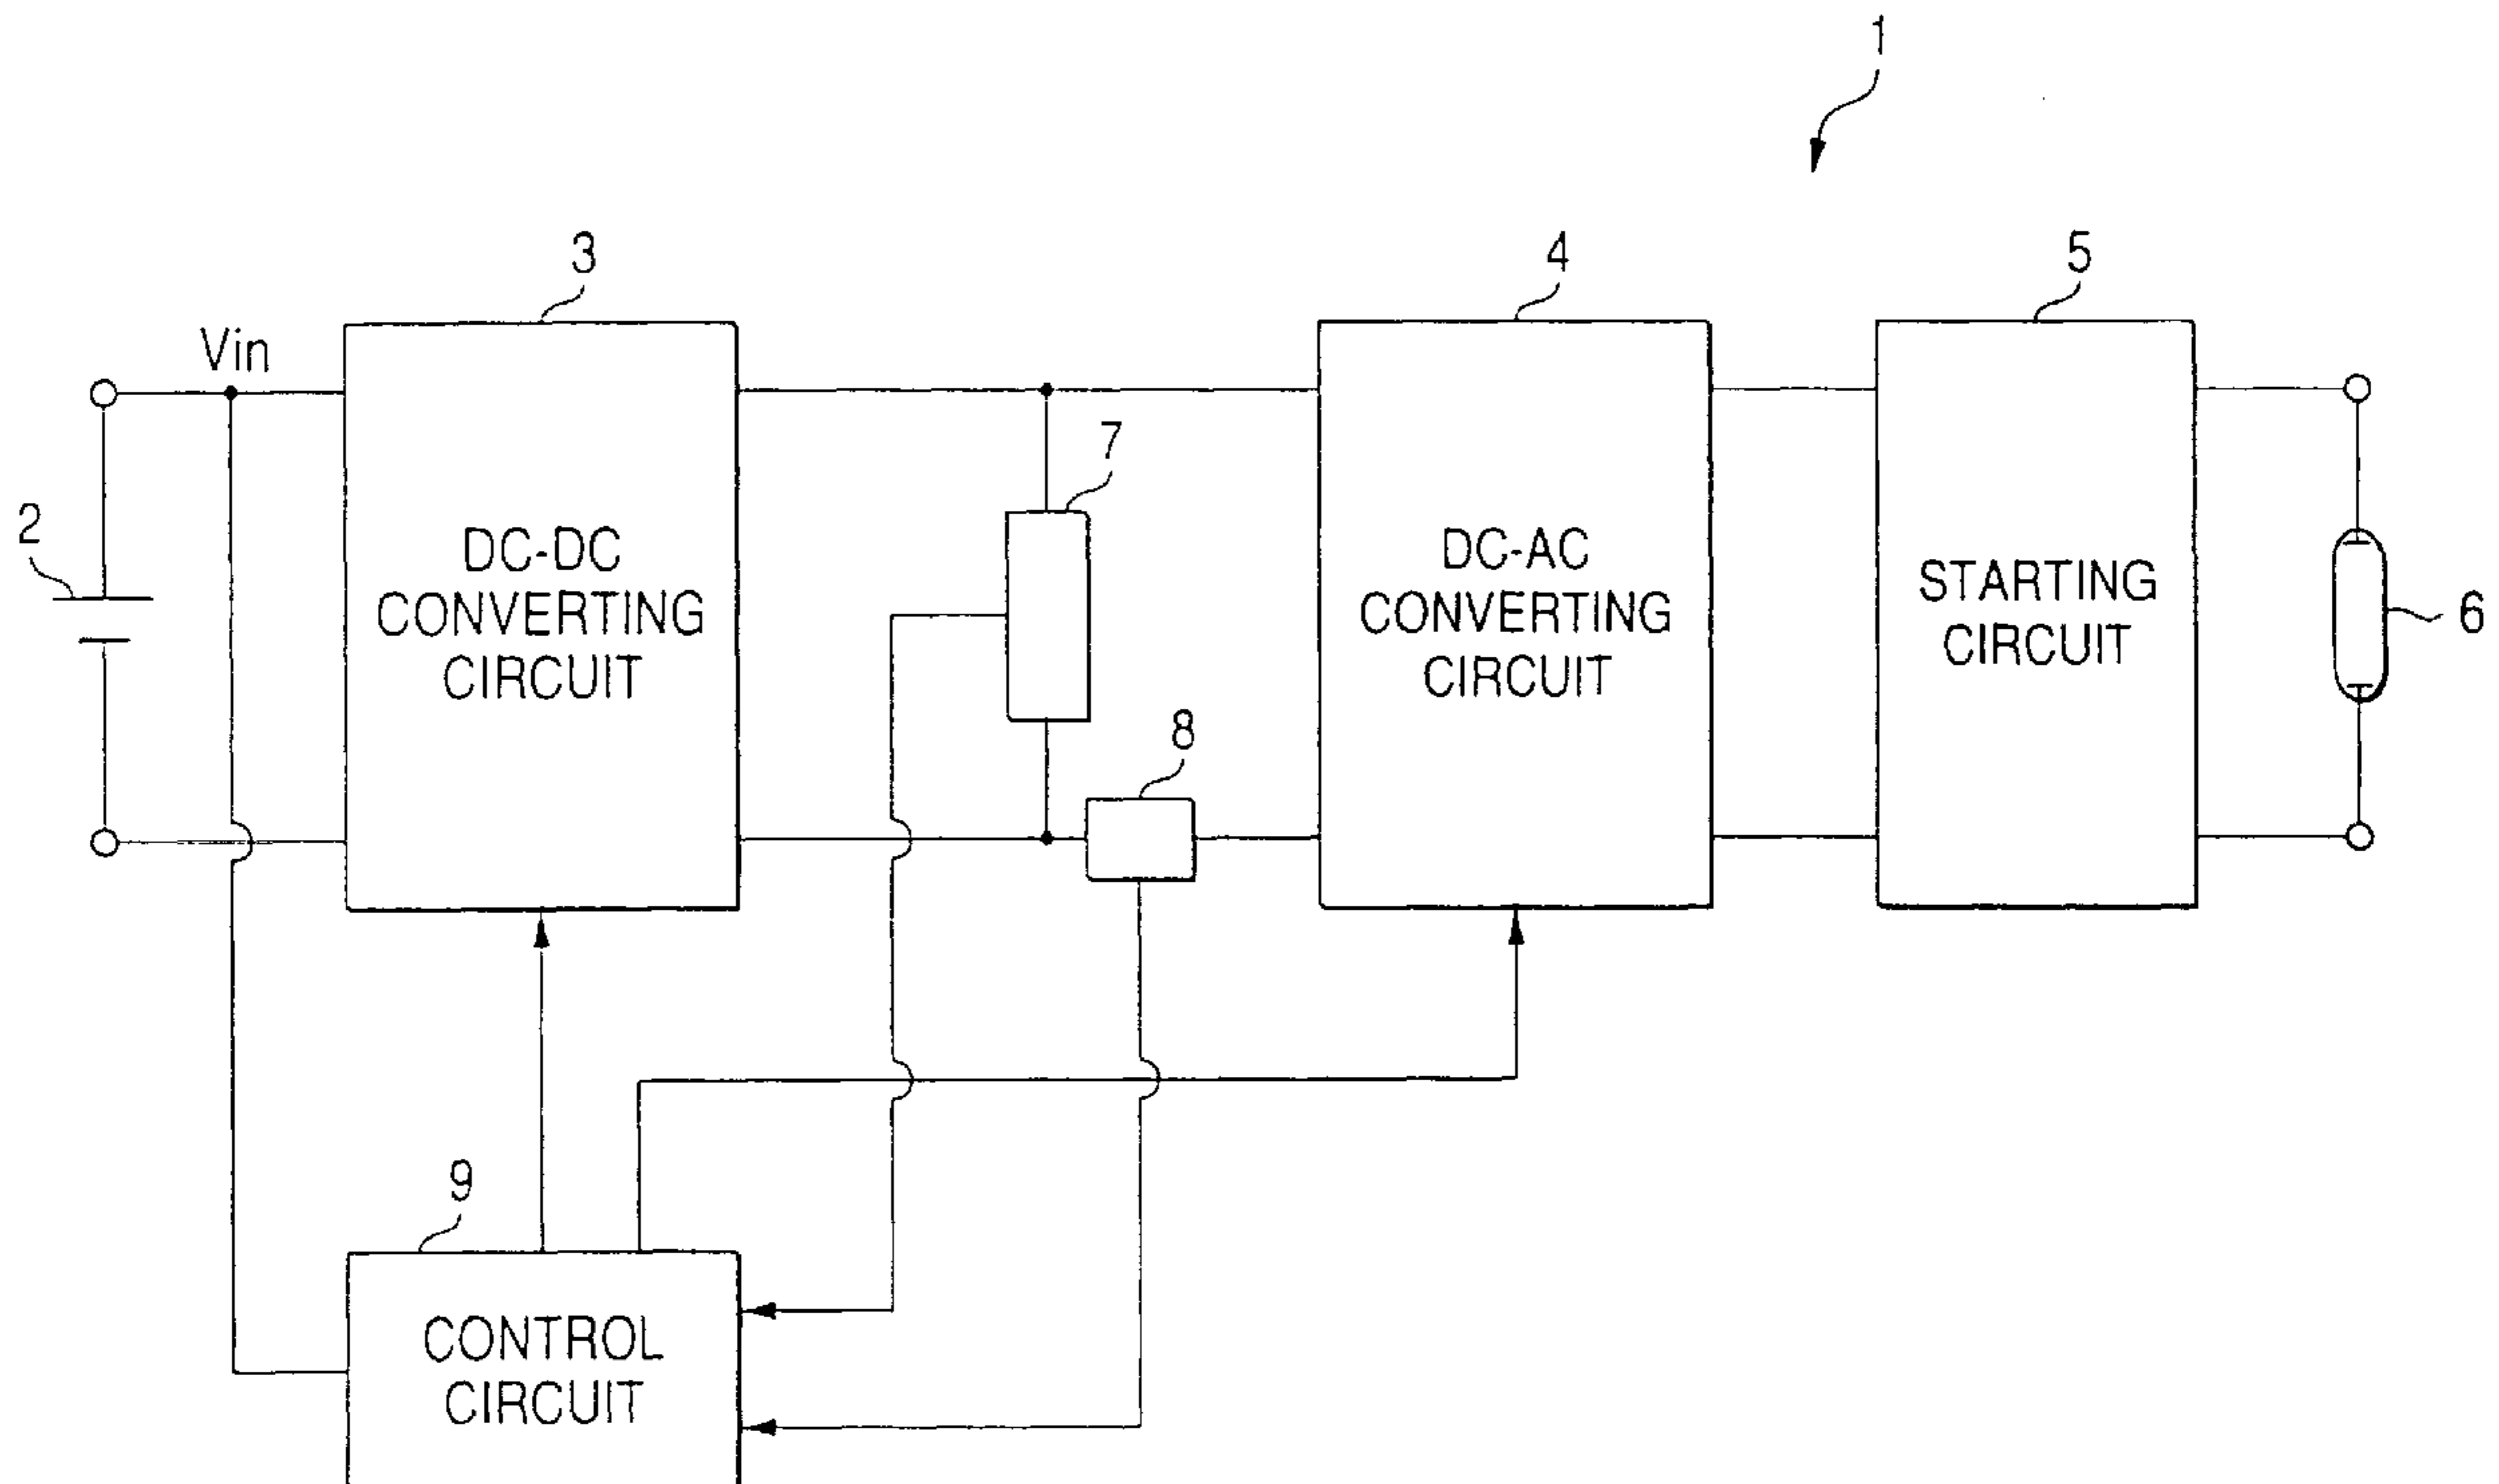 1
3
4
5
Vin
7
2
DC-DC
CONVERTING
CIRCUIT
DC-AC
CONVERTING
CIRCUIT
STARTING
CIRCUIT
6
8
9
CONTROL
CIRCUIT